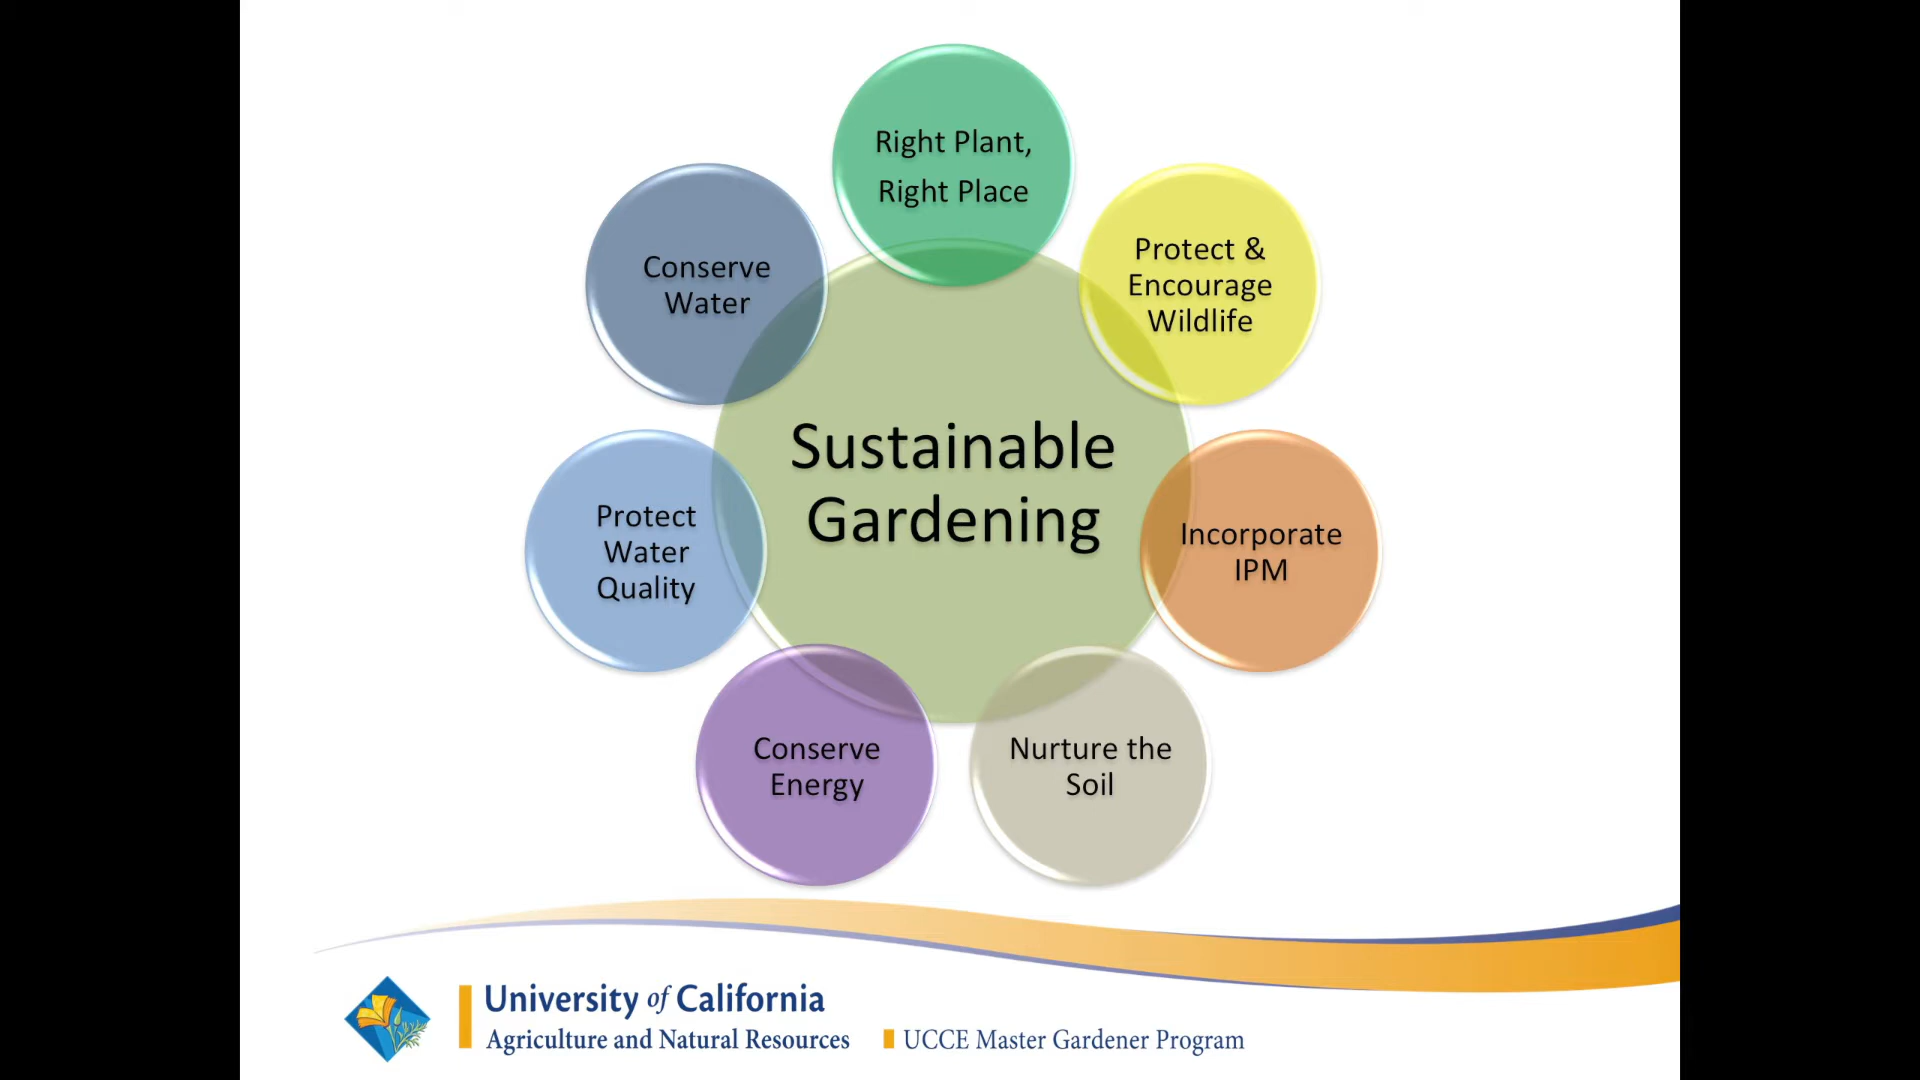 Right Plant,
Right Place
Protect &
Encourage
Wildlife
Conserve
Water
Sustainable
Gardening
Incorporate
IPM
Protect
Water
Quality
Nurture the
Soil
Conserve
Energy
University of California
Agriculture and Natural Resources
UCCE Master Gardener Program